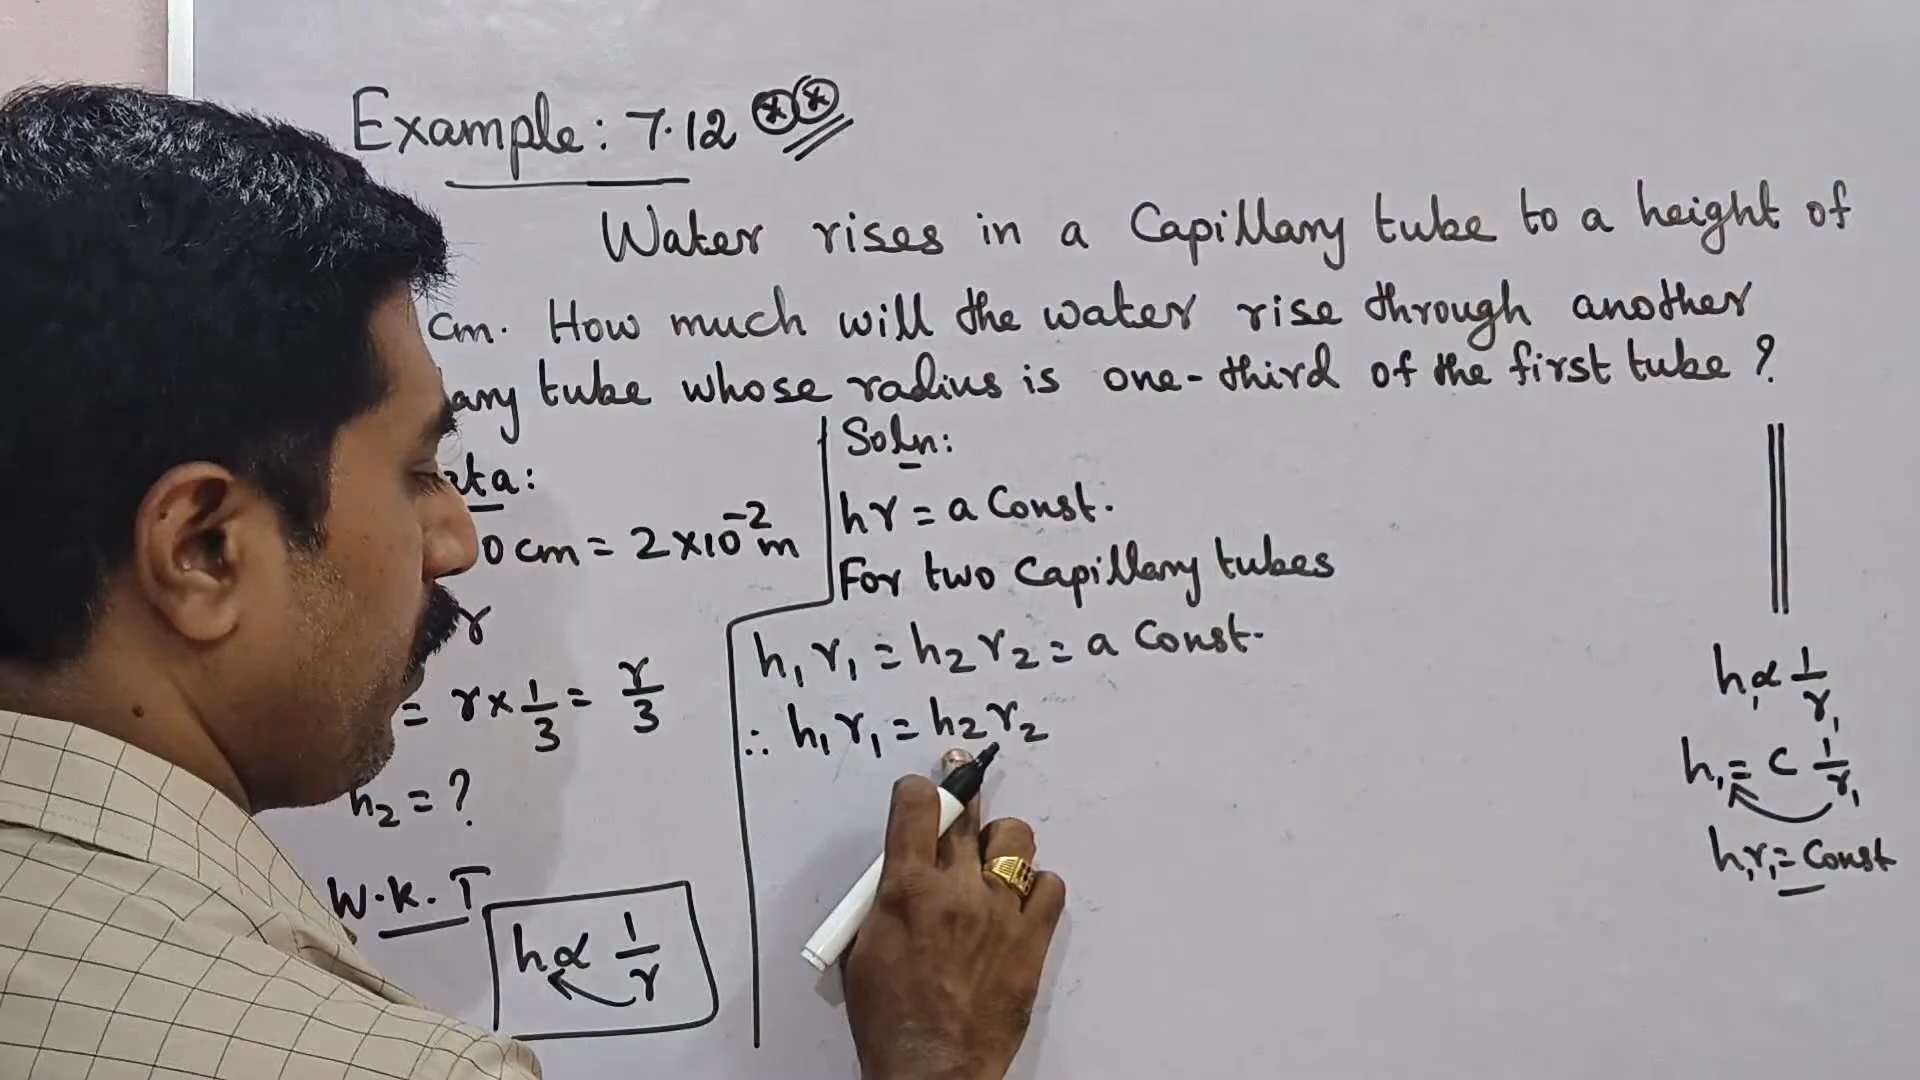 Example: 7.12
Water rises in a Capillary tube to a height of
cm. How much will the water rise through another
tube whose radius is one-third of the first tube ?
0 cm = 2×10⁻² m
r
= r × 1/3 = r/3
h₂ = ?
W.K.T
h ∝ 1/r
Soln:
hr = a Const.
For two Capillary tubes
h₁ r₁ = h₂ r₂ = a Const.
∴ h₁ r₁ = h₂ r₂
h₁ ∝ 1/r₁
h₁ = C 1/r₁
h₁r₁ = Const